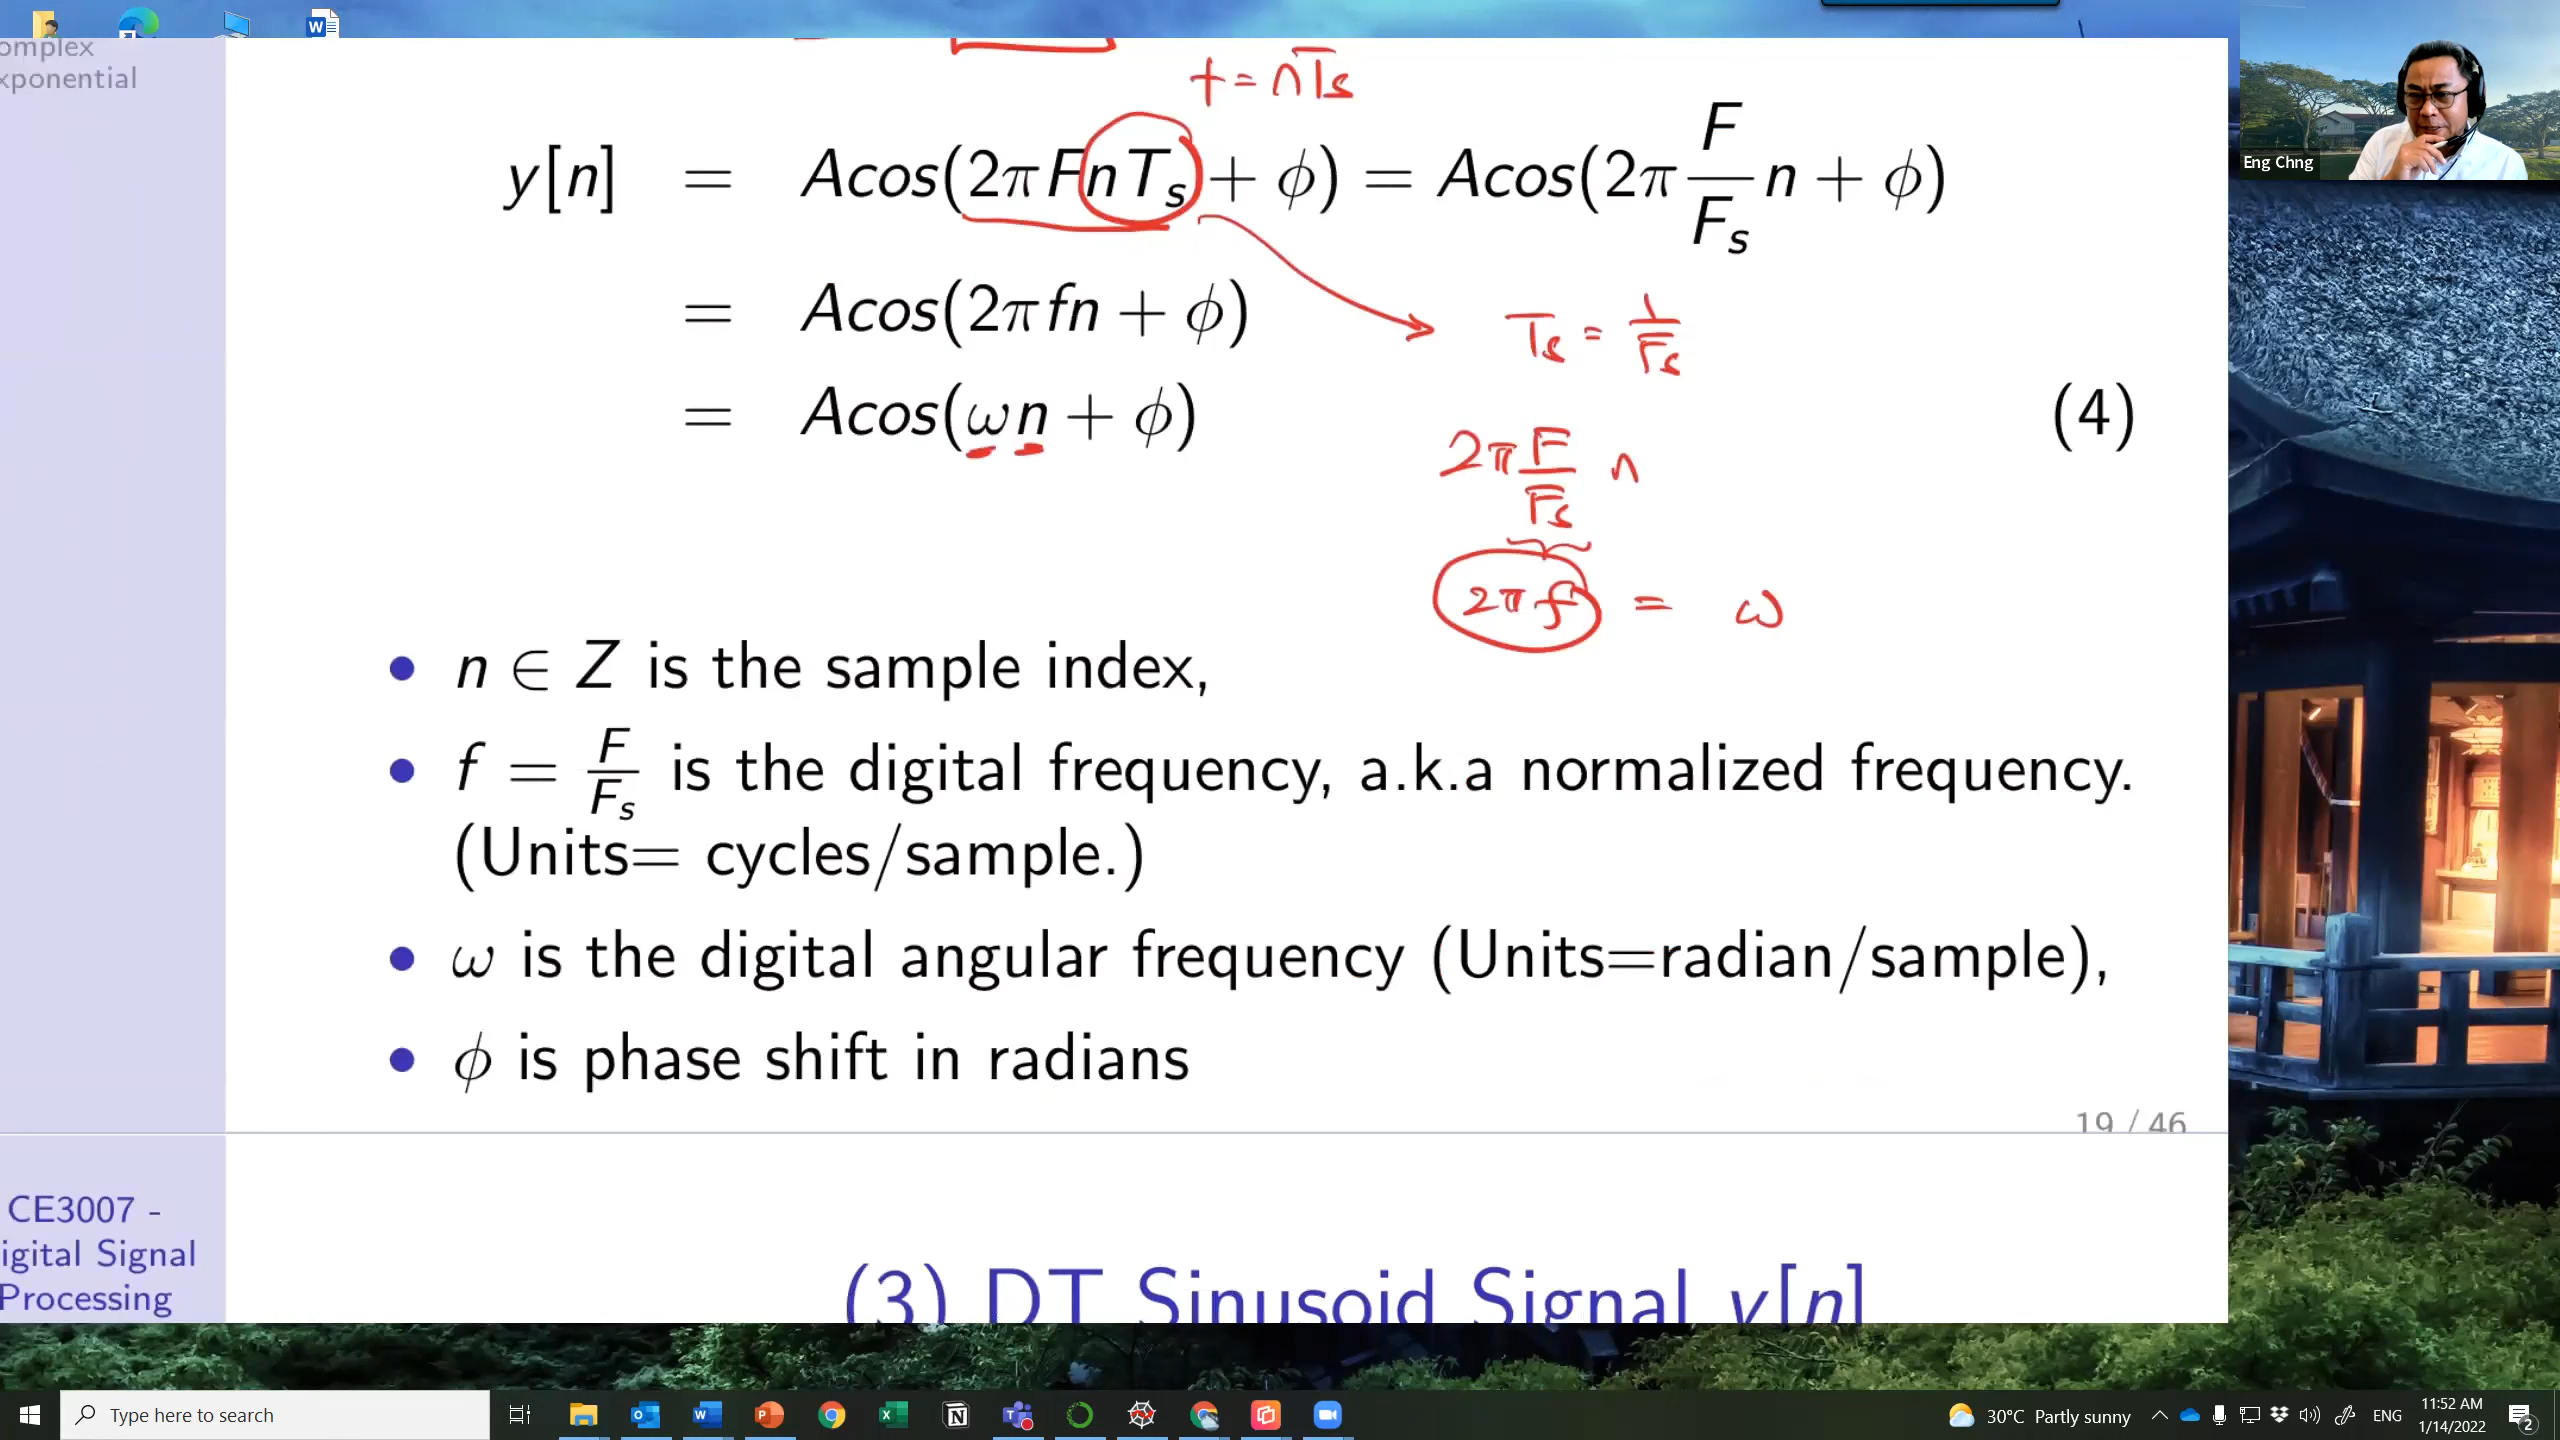 omplex
xponential
t = nTs
y[n] = Acos(2πFnTₛ + ϕ) = Acos(2π F/Fₛ n + ϕ)
= Acos(2πfn + ϕ)
Ts = 1/Fs
= Acos(ωn + ϕ) (4)
2π F/Fs n
2πf = ω
• n ∈ Z is the sample index,
• f = F/Fₛ is the digital frequency, a.k.a normalized frequency.
(Units= cycles/sample.)
• ω is the digital angular frequency (Units=radian/sample),
• ϕ is phase shift in radians
19 / 46
CE3007 -
igital Signal
Processing
(3) DT Sinusoid Signal y[n]
Eng Chng
Type here to search
30°C Partly sunny
ENG
11:52 AM
1/14/2022
2